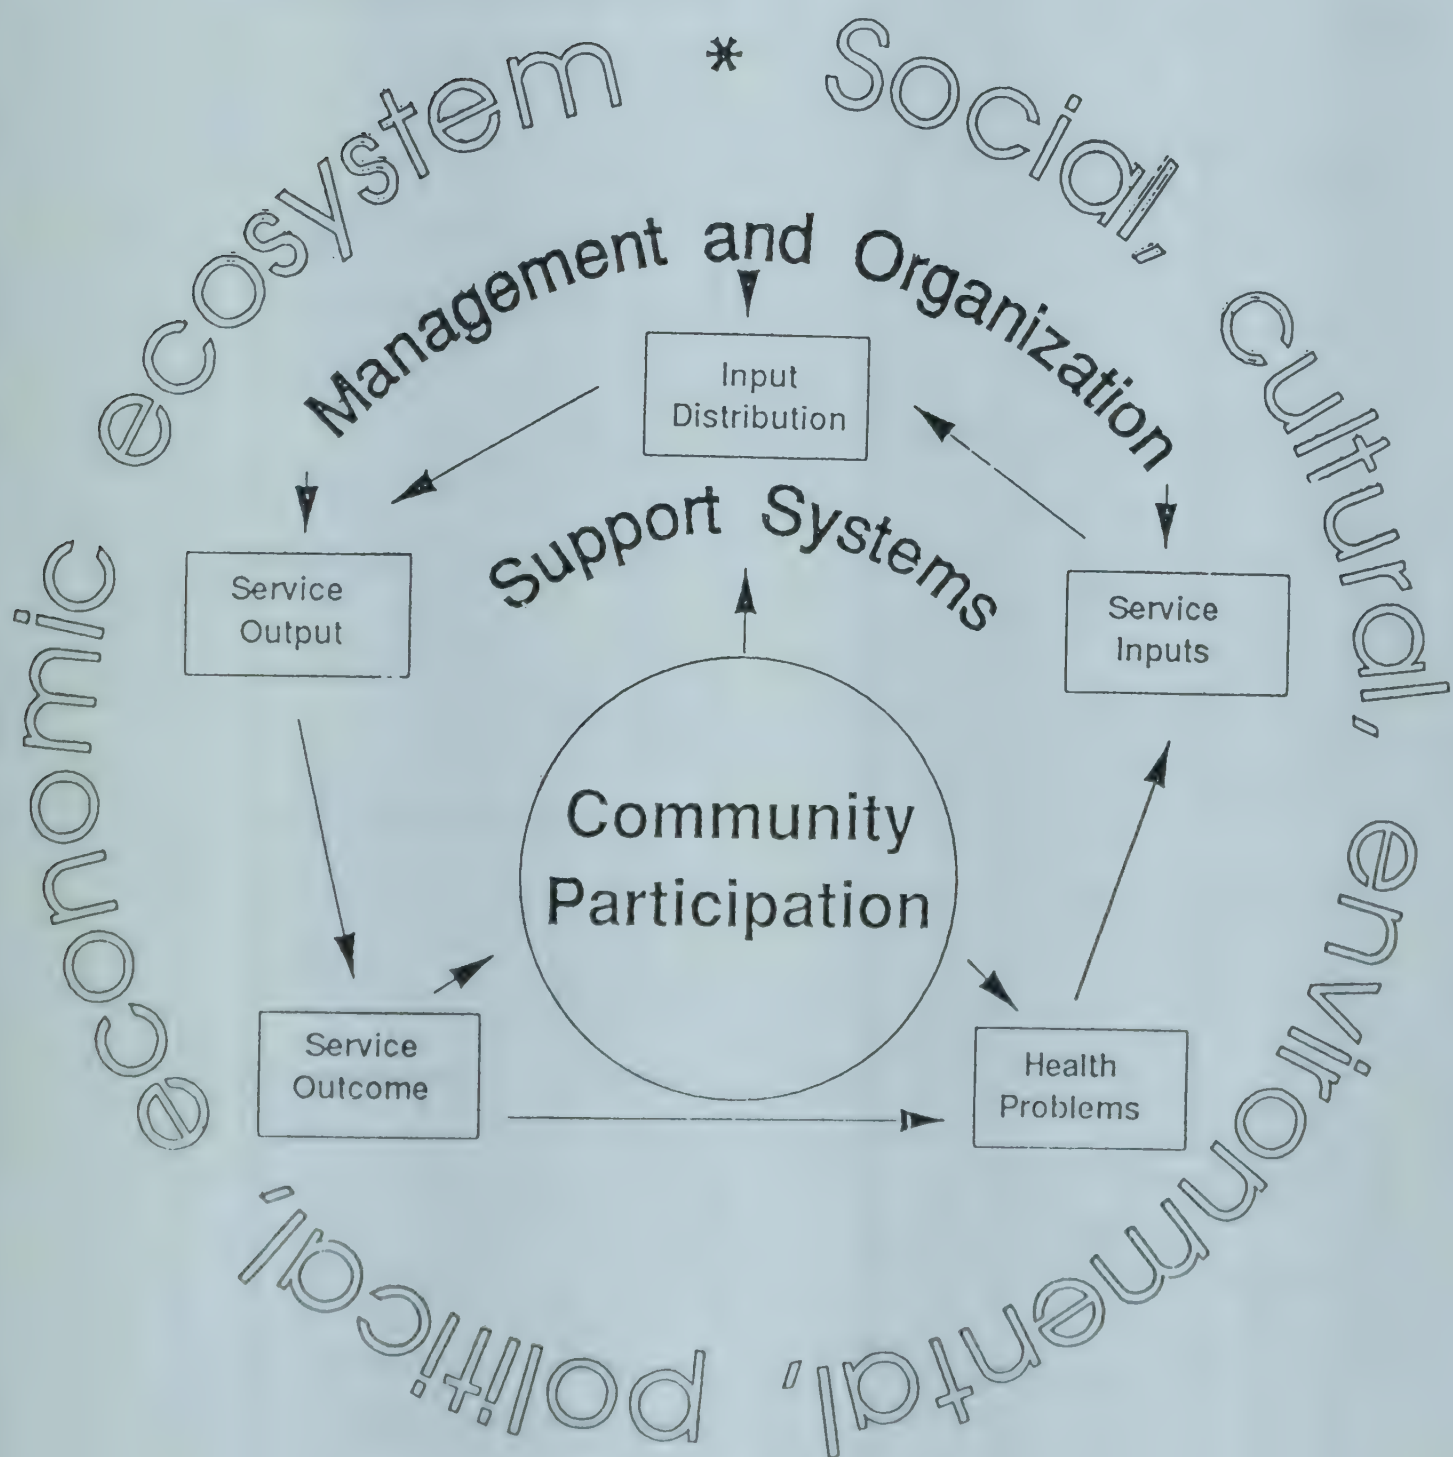 * Social, cultural, environmental, political, economic ecosystem
Management and Organization
Input
Distribution
Support Systems
Service
Output
Service
Inputs
Community
Participation
Service
Outcome
Health
Problems